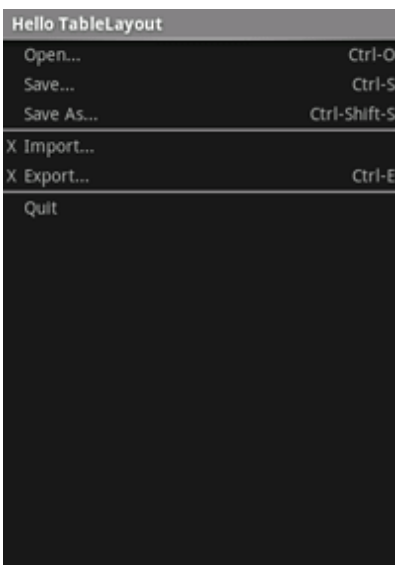 Hello TableLayout
Open... Ctrl-O
Save... Ctrl-S
Save As... Ctrl-Shift-S
X Import...
X Export... Ctrl-E
Quit